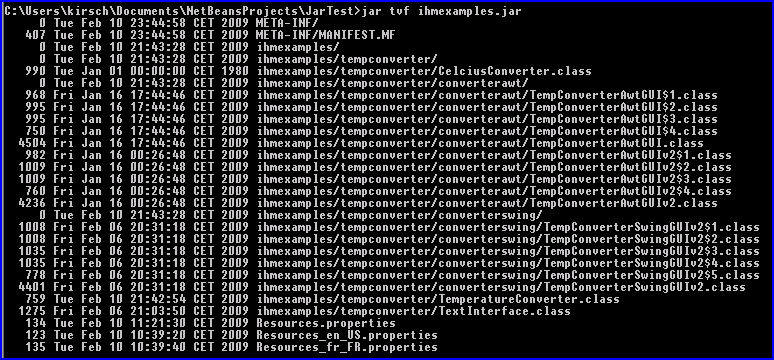 C:\Users\kirsch\Documents\NetBeansProjects\JarTest>jar tvf ihmexamples.jar
0 Tue Feb 10 23:44:58 CET 2009 META-INF/
407 Tue Feb 10 23:44:58 CET 2009 META-INF/MANIFEST.MF
0 Tue Feb 10 21:43:28 CET 2009 ihmexamples/
0 Tue Feb 10 21:43:28 CET 2009 ihmexamples/tempconverter/
990 Tue Jan 01 00:00:00 CET 1980 ihmexamples/tempconverter/CelciusConverter.class
0 Tue Feb 10 21:43:28 CET 2009 ihmexamples/tempconverter/converterawt/
968 Fri Jan 16 17:44:46 CET 2009 ihmexamples/tempconverter/converterawt/TempConverterAwtGUI$1.class
995 Fri Jan 16 17:44:46 CET 2009 ihmexamples/tempconverter/converterawt/TempConverterAwtGUI$2.class
995 Fri Jan 16 17:44:46 CET 2009 ihmexamples/tempconverter/converterawt/TempConverterAwtGUI$3.class
750 Fri Jan 16 17:44:46 CET 2009 ihmexamples/tempconverter/converterawt/TempConverterAwtGUI$4.class
4504 Fri Jan 16 17:44:46 CET 2009 ihmexamples/tempconverter/converterawt/TempConverterAwtGUI.class
982 Fri Jan 16 00:26:48 CET 2009 ihmexamples/tempconverter/converterawt/TempConverterAwtGUIv2$1.class
1009 Fri Jan 16 00:26:48 CET 2009 ihmexamples/tempconverter/converterawt/TempConverterAwtGUIv2$2.class
1009 Fri Jan 16 00:26:48 CET 2009 ihmexamples/tempconverter/converterawt/TempConverterAwtGUIv2$3.class
760 Fri Jan 16 00:26:48 CET 2009 ihmexamples/tempconverter/converterawt/TempConverterAwtGUIv2$4.class
4236 Fri Jan 16 00:26:48 CET 2009 ihmexamples/tempconverter/converterawt/TempConverterAwtGUIv2.class
0 Tue Feb 10 21:43:28 CET 2009 ihmexamples/tempconverter/converterswing/
1008 Fri Feb 06 20:31:18 CET 2009 ihmexamples/tempconverter/converterswing/TempConverterSwingGUIv2$1.class
1008 Fri Feb 06 20:31:18 CET 2009 ihmexamples/tempconverter/converterswing/TempConverterSwingGUIv2$2.class
1035 Fri Feb 06 20:31:18 CET 2009 ihmexamples/tempconverter/converterswing/TempConverterSwingGUIv2$3.class
1035 Fri Feb 06 20:31:18 CET 2009 ihmexamples/tempconverter/converterswing/TempConverterSwingGUIv2$4.class
778 Fri Feb 06 20:31:18 CET 2009 ihmexamples/tempconverter/converterswing/TempConverterSwingGUIv2$5.class
4401 Fri Feb 06 20:31:18 CET 2009 ihmexamples/tempconverter/converterswing/TempConverterSwingGUIv2.class
759 Tue Feb 10 21:42:54 CET 2009 ihmexamples/tempconverter/TemperatureConverter.class
1275 Fri Feb 06 21:03:50 CET 2009 ihmexamples/tempconverter/TextInterface.class
134 Tue Feb 10 11:21:30 CET 2009 Resources.properties
123 Tue Feb 10 10:39:20 CET 2009 Resources_en_US.properties
135 Tue Feb 10 10:39:40 CET 2009 Resources_fr_FR.properties